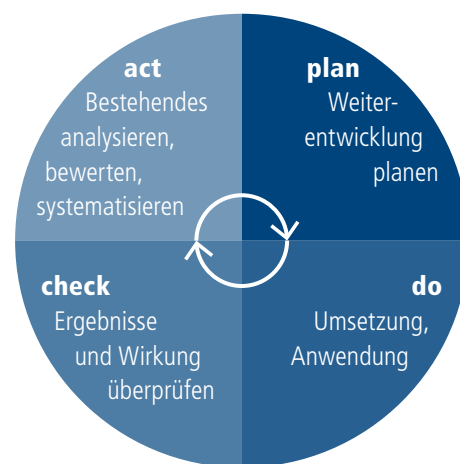 act
Bestehendes
analysieren,
bewerten,
systematisieren
plan
Weiter-
entwicklung
planen
check
Ergebnisse
und Wirkung
überprüfen
do
Umsetzung,
Anwendung